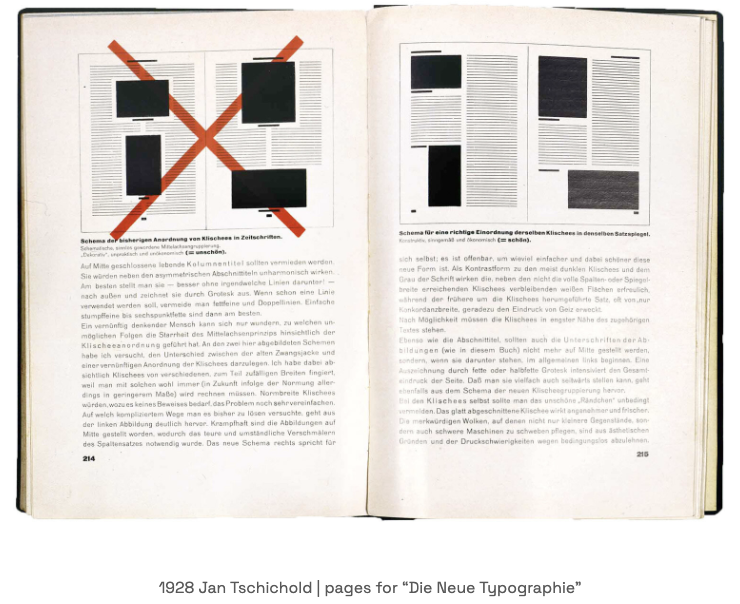 Schema der bisherigen Anordnung von Klischees in Zeitschriften.
Schematische, sinnlos gewordene Mittelachsengruppierung.
„Dekorativ", unpraktisch und unökonomisch (= unschön).
Auf Mitte geschlossene lebende Kolumnentitel sollten vermieden werden.
Sie würden neben den asymmetrischen Abschnittiteln unharmonisch wirken.
Am besten stellt man sie — besser ohne irgendwelche Linien darunter! —
nach außen und zeichnet sie durch Grotesk aus. Wenn schon eine Linie
verwendet werden soll, vermeide man fettfeine und Doppellinien. Einfache
stumpffeine bis sechspunktfette sind dann am besten.
Ein vernünftig denkender Mensch kann sich nur wundern, zu welchen un-
möglichen Folgen die Starrheit des Mittelachsenprinzips hinsichtlich der
Klischeeanordnung geführt hat. An den zwei hier abgebildeten Schemen
habe ich versucht, den Unterschied zwischen der alten Zwangsjacke und
einer vernünftigen Anordnung der Klischees darzulegen. Ich habe dabei ab-
sichtlich Klischees von verschiedenen, zum Teil zufälligen Breiten fingiert,
weil man mit solchen wohl immer (in Zukunft infolge der Normung aller-
dings in geringerem Maße) wird rechnen müssen. Normbreite Klischees
würden, wozu es keines Beweises bedarf, das Problem noch sehr vereinfachen.
Auf welch kompliziertem Wege man es bisher zu lösen versuchte, geht aus
der linken Abbildung deutlich hervor. Krampfhaft sind die Abbildungen auf
Mitte gestellt worden, wodurch das teure und umständliche Verschmälern
des Spaltensatzes notwendig wurde. Das neue Schema rechts spricht für
214
Schema für eine richtige Einordnung derselben Klischees in denselben Satzspiegel.
Konstruktiv, sinngemäß und ökonomisch (= schön).
sich selbst; es ist offenbar, um wieviel einfacher und dabei schöner diese
neue Form ist. Als Kontrastform zu den meist dunklen Klischees und dem
Grau der Schrift wirken die, neben den nicht die volle Spalten- oder Spiegel-
breite erreichenden Klischees verbleibenden weißen Flächen erfreulich,
während der frühere um die Klischees herumgeführte Satz, oft von nur
Konkordanzbreite, geradezu den Eindruck von Geiz erweckt.
Nach Möglichkeit müssen die Klischees in engster Nähe des zugehörigen
Textes stehen.
Ebenso wie die Abschnittitel, sollten auch die Unterschriften der Ab-
bildungen (wie in diesem Buch) nicht mehr auf Mitte gestellt werden,
sondern, wenn sie darunter stehen, im allgemeinen links beginnen. Eine
Auszeichnung durch fette oder halbfette Grotesk intensiviert den Gesamt-
eindruck der Seite. Daß man sie vielfach auch seitwärts stellen kann, geht
ebenfalls aus dem Schema der neuen Klischeegruppierung hervor.
Bei den Klischees selbst sollte man das unschöne „Rändchen" unbedingt
vermeiden. Das glatt abgeschnittene Klischee wirkt angenehmer und frischer.
Die merkwürdigen Wolken, auf denen nicht nur kleinere Gegenstände, son-
dern auch schwere Maschinen zu schweben pflegen, sind aus ästhetischen
Gründen und der Druckschwierigkeiten wegen bedingungslos abzulehnen.
215
1928 Jan Tschichold | pages for “Die Neue Typographie”